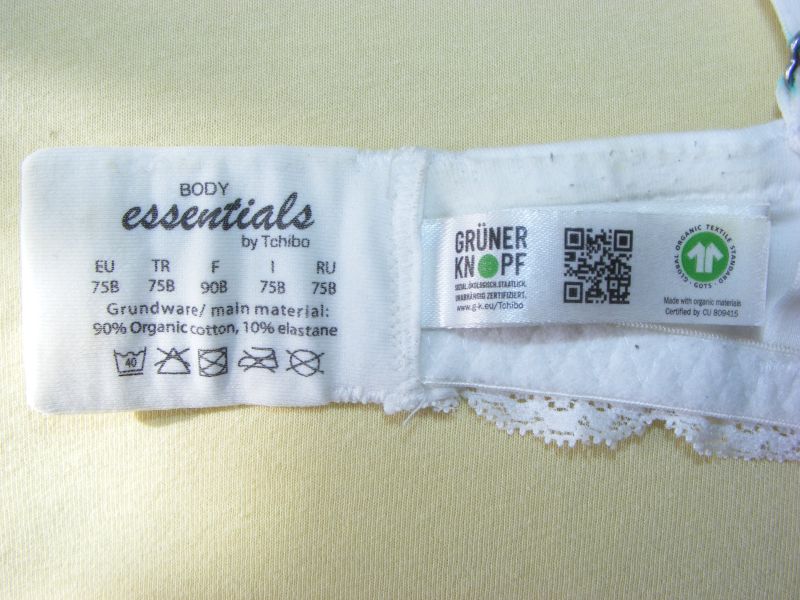 BODY
essentials
by Tchibo
EU TR F I RU
75B 75B 90B 75B 75B
Grundware/ main material:
90% Organic cotton, 10% elastane
40
GRÜNER
KNOPF
SOZIAL. ÖKOLOGISCH. STAATLICH.
UNABHÄNGIG ZERTIFIZIERT.
www.g-k.eu/Tchibo
GLOBAL ORGANIC TEXTILE STANDARD
· GOTS ·
Made with organic materials
Certified by CU 809415